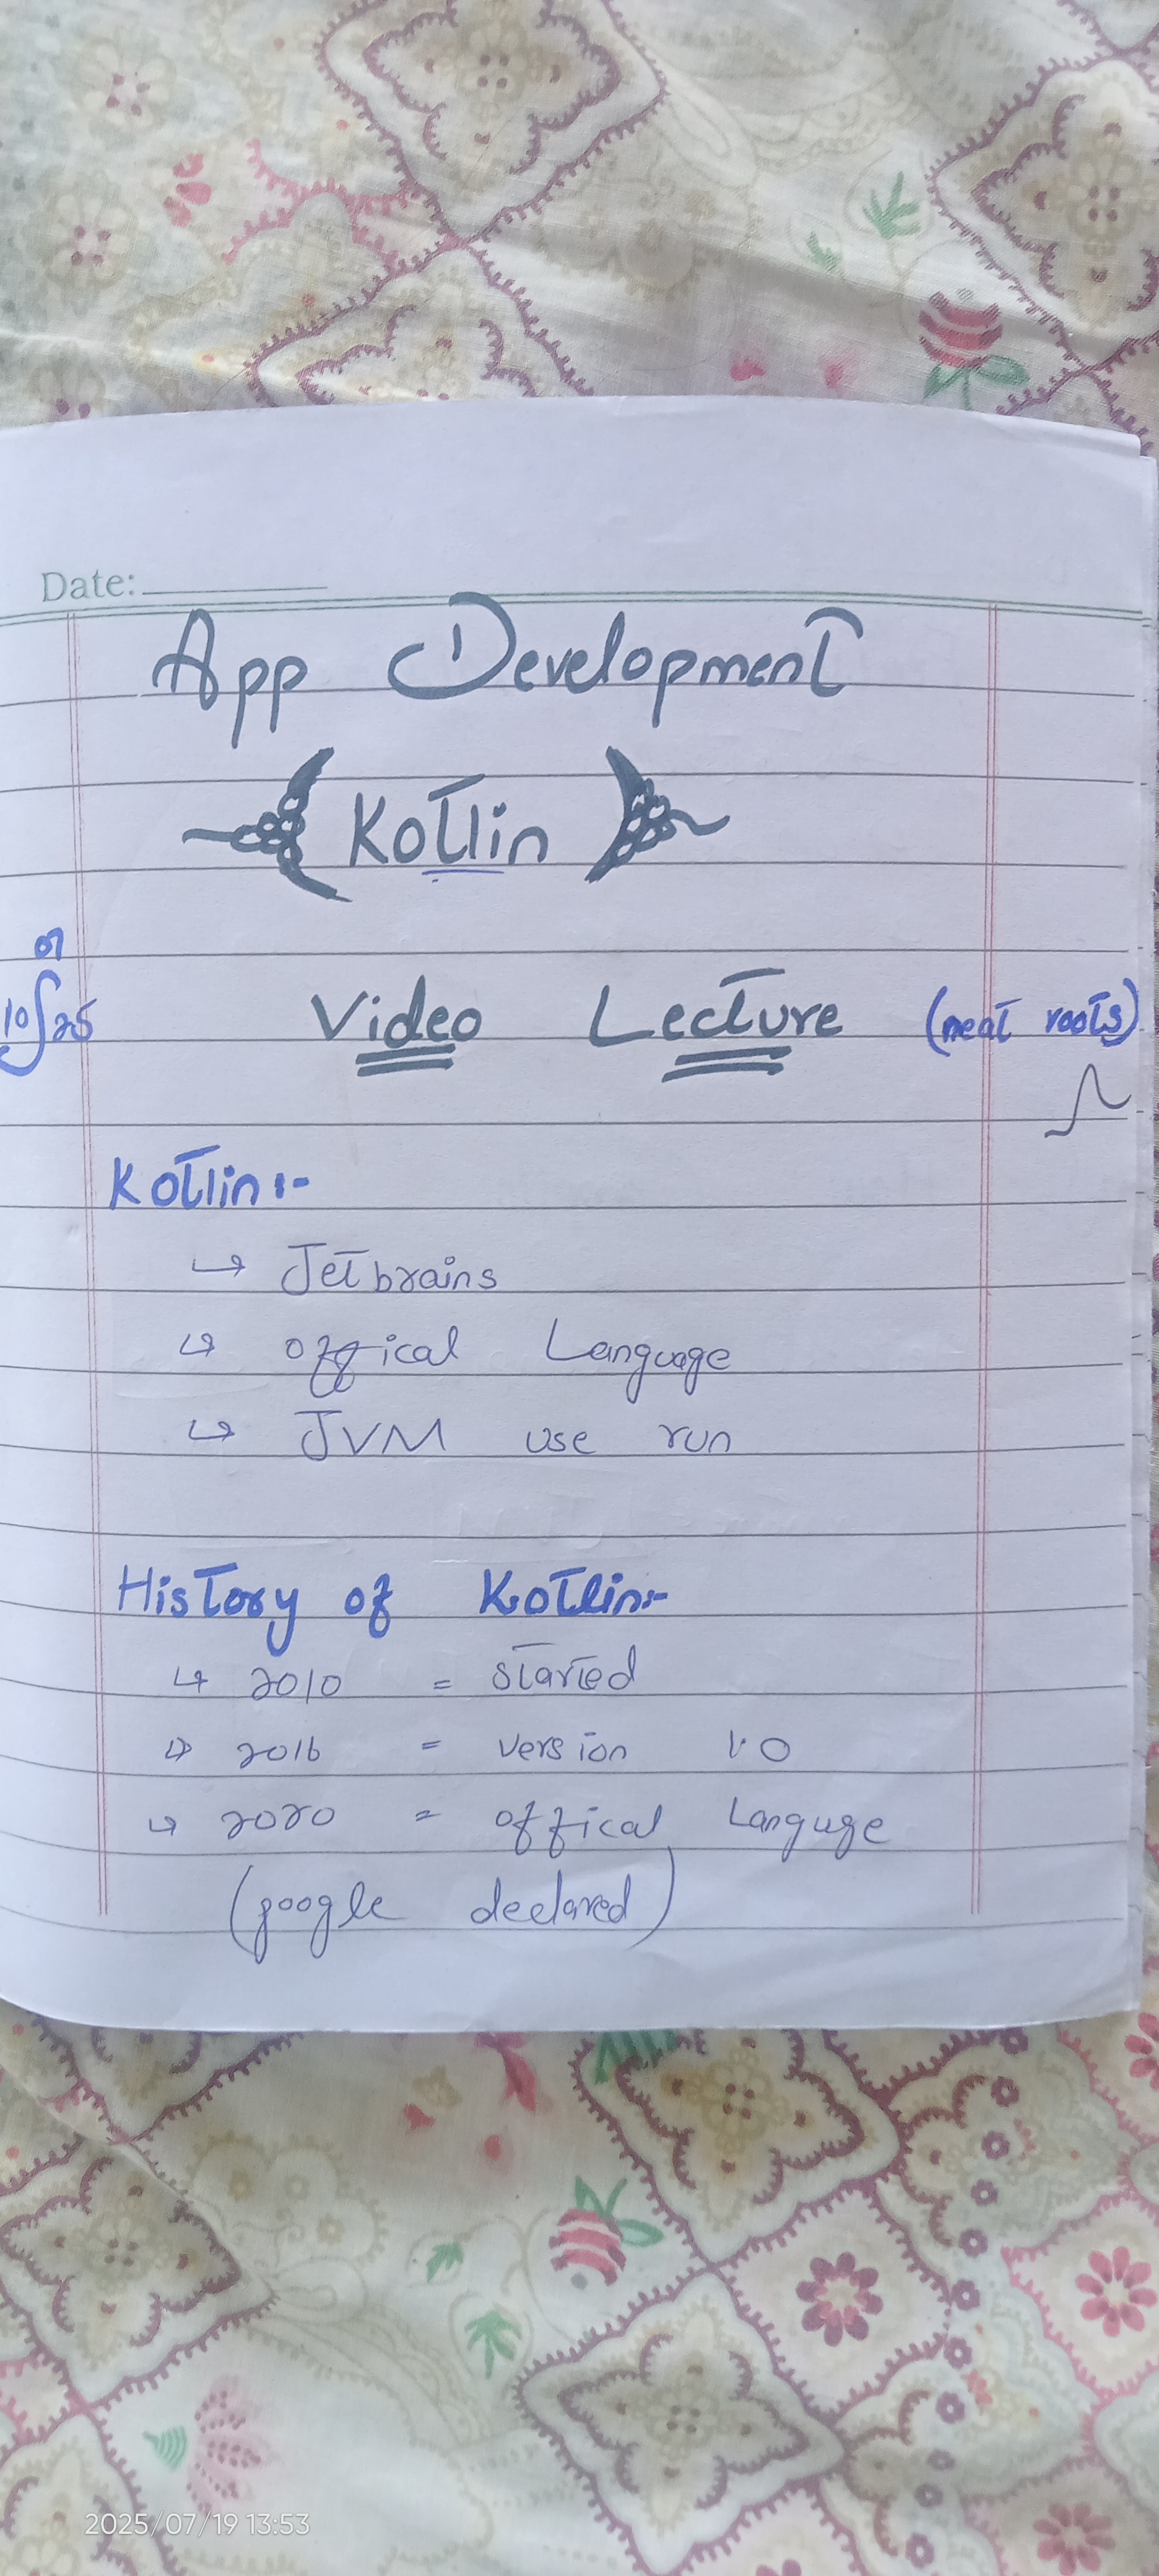 Date:
App Development
Kotlin
07
10 25
Video Lecture (neat roots)
Kotlin :-
↳ Jetbrains
↳ offical Language
↳ JVM use run
History of Kotlin:-
↳ 2010 = started
↳ 2016 = version 1.0
↳ 2020 = offical Languge
(google declared)
2025/07/19 13:53